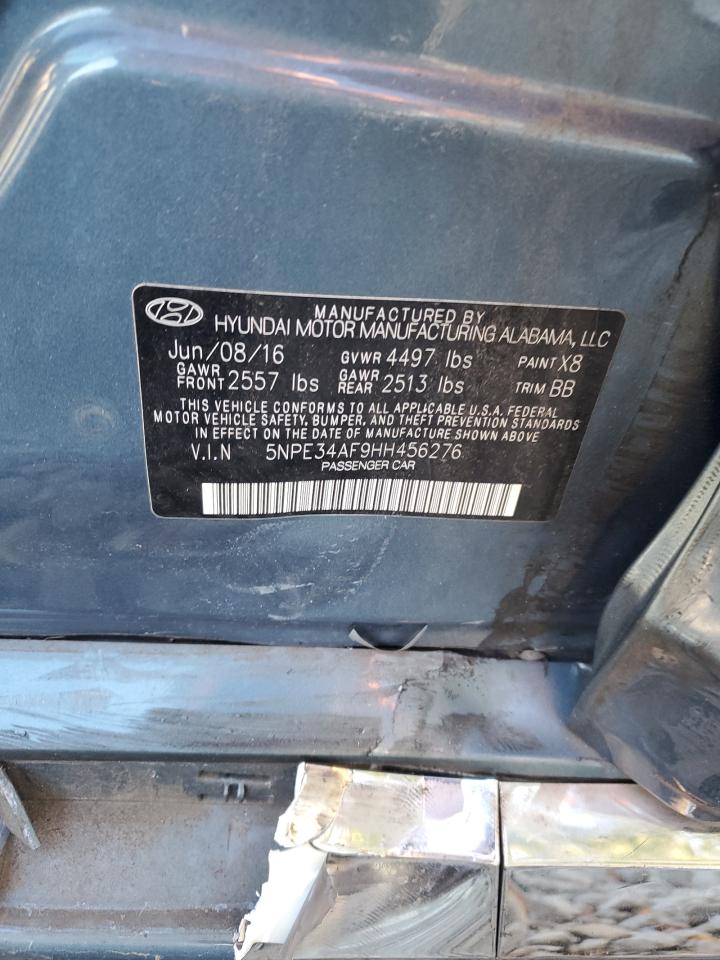 MANUFACTURED BY
HYUNDAI MOTOR MANUFACTURING ALABAMA, LLC
Jun/08/16 GVWR 4497 lbs PAINT X8
GAWR FRONT 2557 lbs GAWR REAR 2513 lbs TRIM BB
THIS VEHICLE CONFORMS TO ALL APPLICABLE U.S.A. FEDERAL
MOTOR VEHICLE SAFETY, BUMPER, AND THEFT PREVENTION STANDARDS
IN EFFECT ON THE DATE OF MANUFACTURE SHOWN ABOVE
V.I.N 5NPE34AF9HH456276
PASSENGER CAR